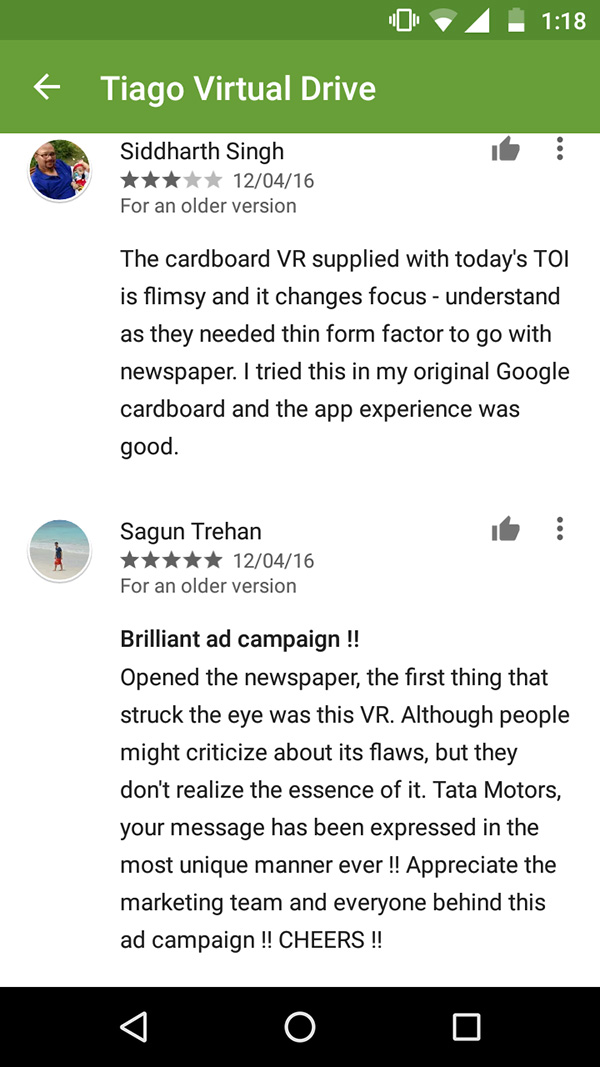 1:18
Tiago Virtual Drive
Siddharth Singh
12/04/16
For an older version
The cardboard VR supplied with today's TOI
is flimsy and it changes focus - understand
as they needed thin form factor to go with
newspaper. I tried this in my original Google
cardboard and the app experience was
good.
Sagun Trehan
12/04/16
For an older version
Brilliant ad campaign !!
Opened the newspaper, the first thing that
struck the eye was this VR. Although people
might criticize about its flaws, but they
don't realize the essence of it. Tata Motors,
your message has been expressed in the
most unique manner ever !! Appreciate the
marketing team and everyone behind this
ad campaign !! CHEERS !!